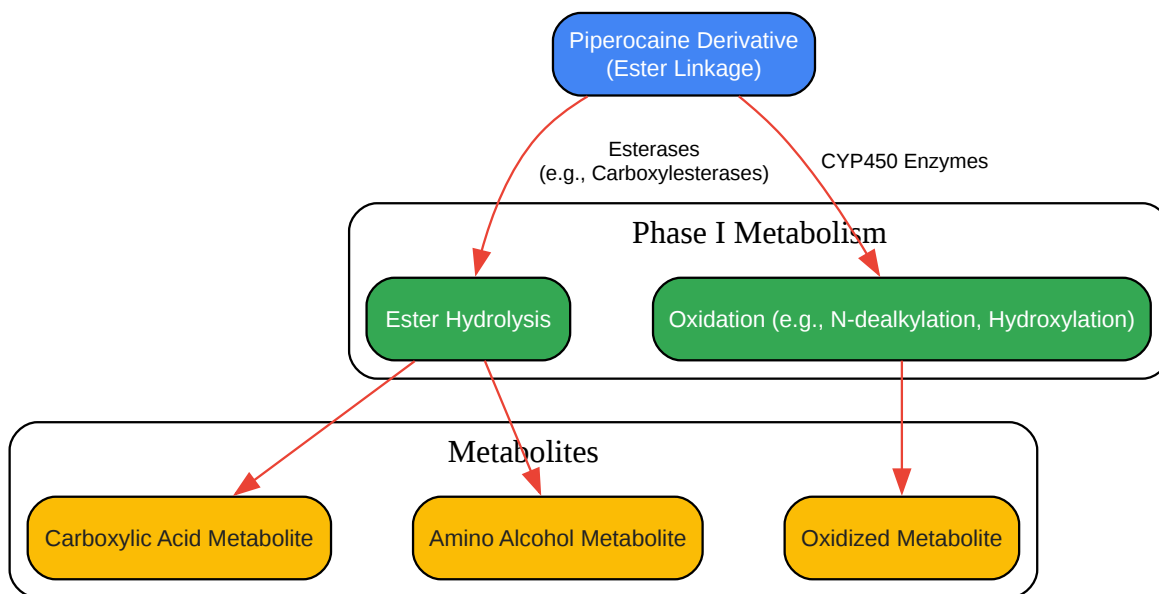 Piperocaine Derivative
(Ester Linkage)
Esterases
(e.g., Carboxylesterases)
CYP450 Enzymes
Phase I Metabolism
Ester Hydrolysis
Oxidation (e.g., N-dealkylation, Hydroxylation)
Metabolites
Carboxylic Acid Metabolite
Amino Alcohol Metabolite
Oxidized Metabolite